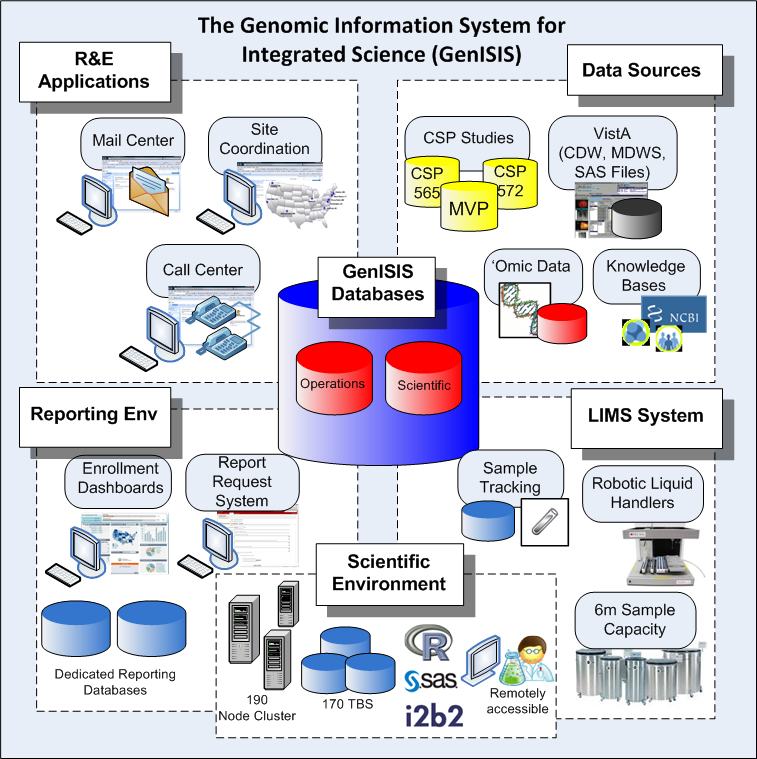 The Genomic Information System for
Integrated Science (GenISIS)
R&E
Applications
Mail Center
Site
Coordination
Call Center
Data Sources
CSP Studies
CSP
565
CSP
572
MVP
VistA
(CDW, MDWS,
SAS Files)
‘Omic Data
Knowledge
Bases
NCBI
GenISIS
Databases
Operations
Scientific
Reporting Env
Enrollment
Dashboards
Report
Request
System
Dedicated Reporting
Databases
LIMS System
Sample
Tracking
Robotic Liquid
Handlers
6m Sample
Capacity
Scientific
Environment
190
Node Cluster
170 TBS
R
sas
i2b2
Remotely
accessible